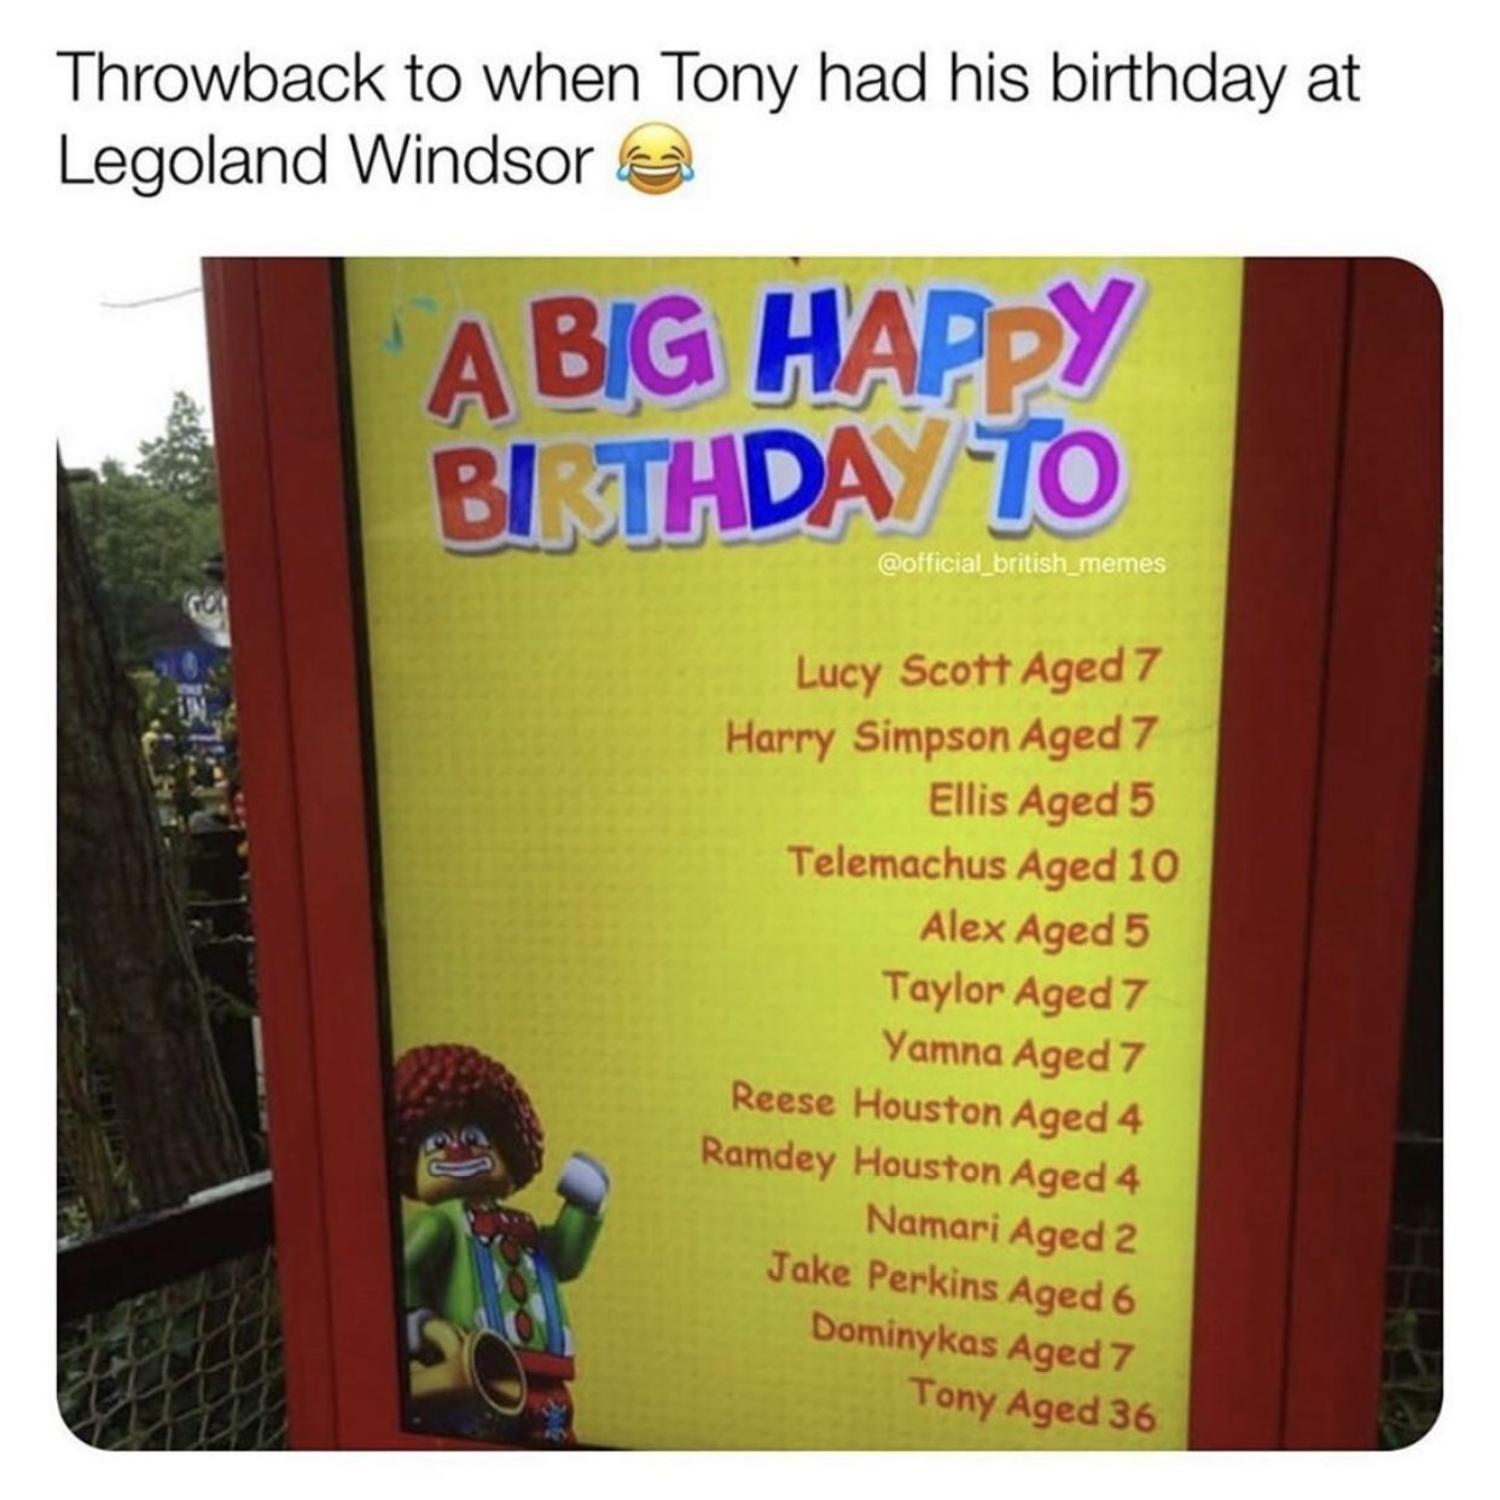 Throwback to when Tony had his birthday at
Legoland Windsor 😂
A BIG HAPPY
BIRTHDAY TO
@official_british_memes
Lucy Scott Aged 7
Harry Simpson Aged 7
Ellis Aged 5
Telemachus Aged 10
Alex Aged 5
Taylor Aged 7
Yamna Aged 7
Reese Houston Aged 4
Ramdey Houston Aged 4
Namari Aged 2
Jake Perkins Aged 6
Dominykas Aged 7
Tony Aged 36